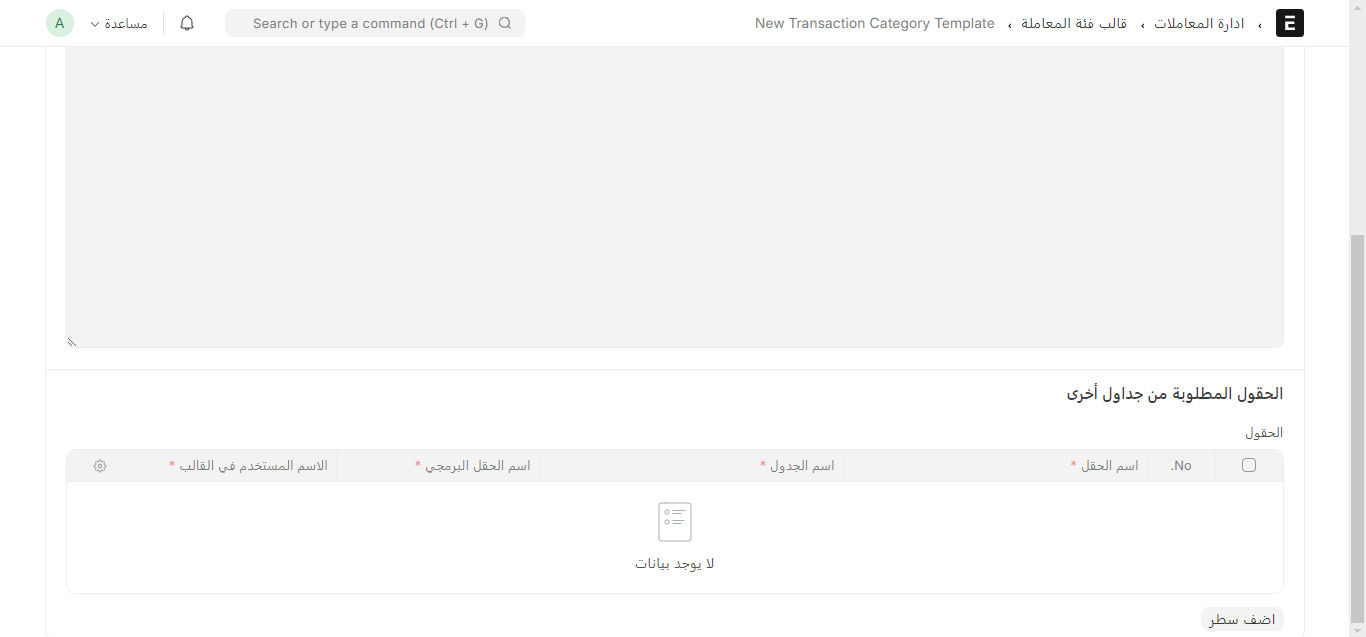 E ‹ ادارة المعاملات ‹ قالب فئة المعاملة ‹ New Transaction Category Template
Search or type a command (Ctrl + G)
مساعدة
A
الحقول المطلوبة من جداول أخرى
الحقول
No. اسم الحقل * اسم الجدول * اسم الحقل البرمجي * الاسم المستخدم في القالب *
لا يوجد بيانات
اضف سطر